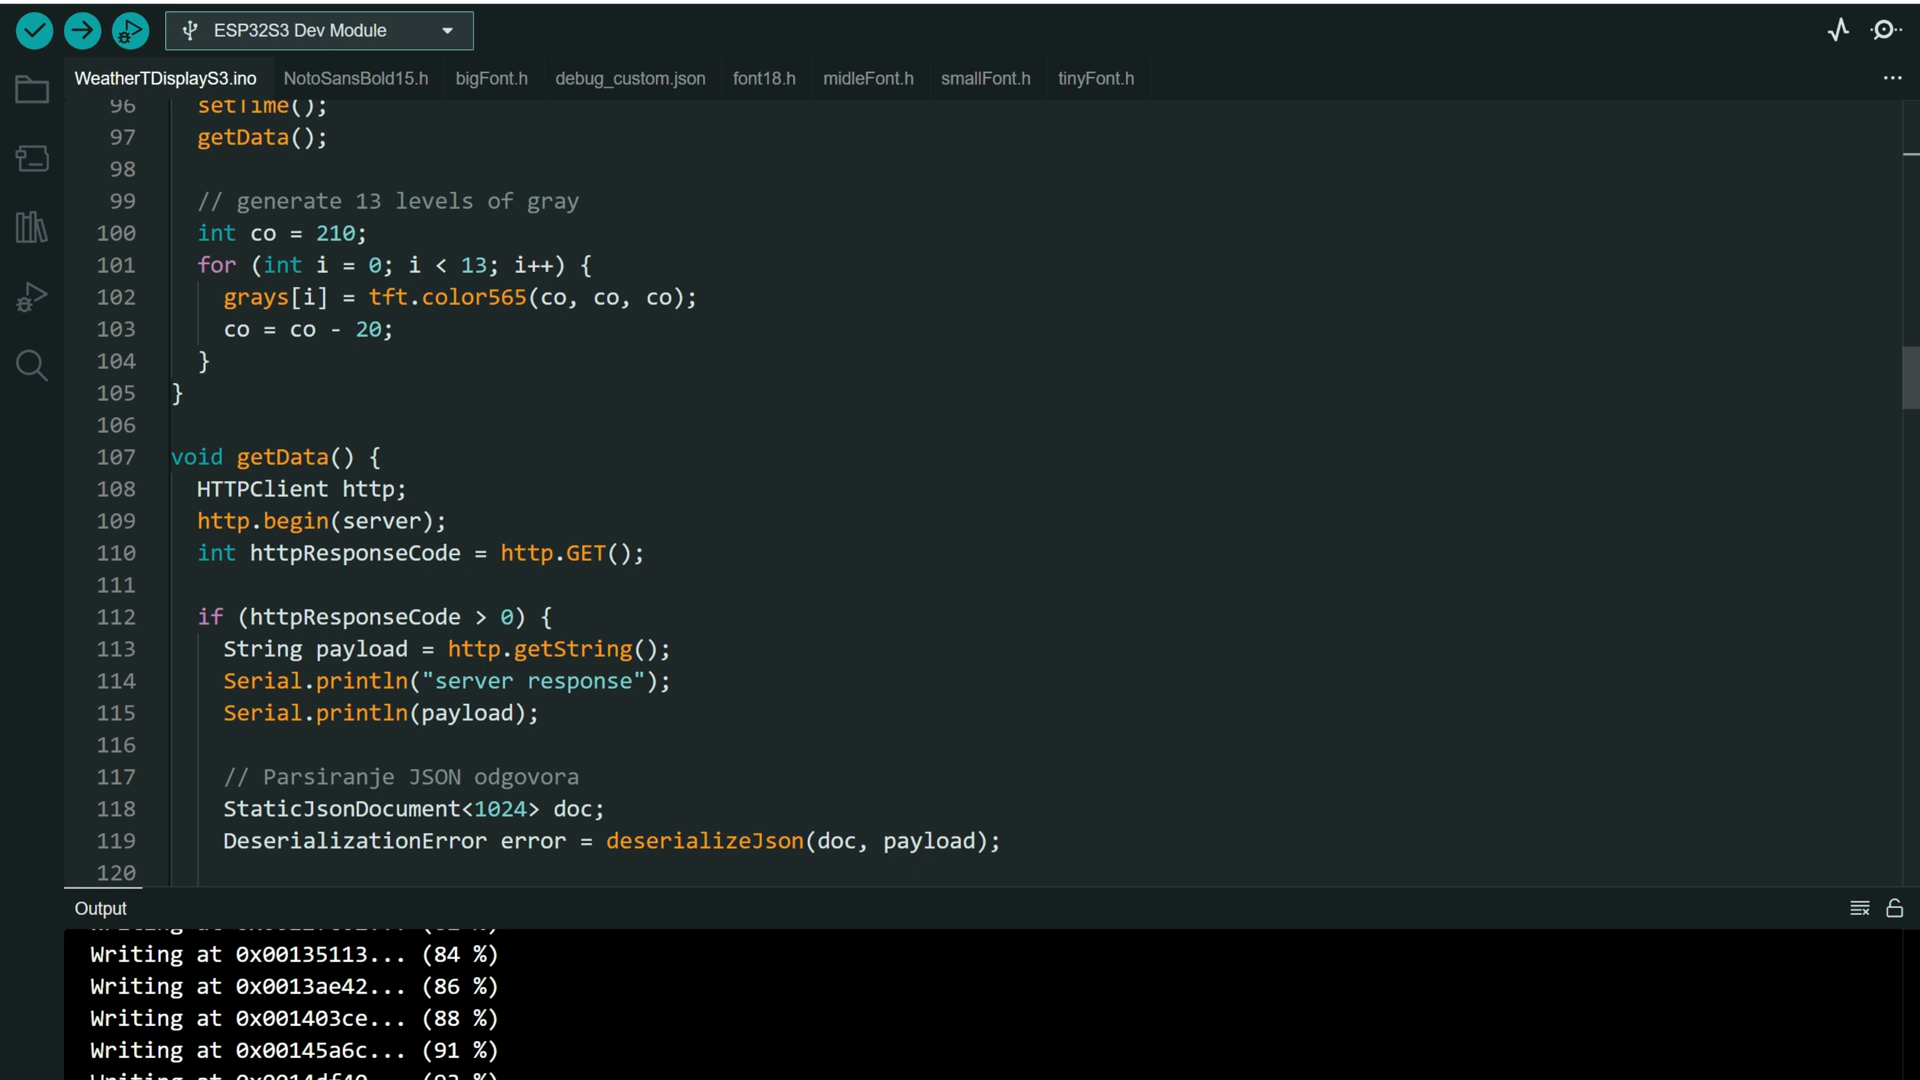 ESP32S3 Dev Module
WeatherTDisplayS3.ino NotoSansBold15.h bigFont.h debug_custom.json font18.h midleFont.h smallFont.h tinyFont.h
96 setTime();
97 getData();
98
99 // generate 13 levels of gray
100 int co = 210;
101 for (int i = 0; i < 13; i++) {
102 grays[i] = tft.color565(co, co, co);
103 co = co - 20;
104 }
105 }
106
107 void getData() {
108 HTTPClient http;
109 http.begin(server);
110 int httpResponseCode = http.GET();
111
112 if (httpResponseCode > 0) {
113 String payload = http.getString();
114 Serial.println("server response");
115 Serial.println(payload);
116
117 // Parsiranje JSON odgovora
118 StaticJsonDocument<1024> doc;
119 DeserializationError error = deserializeJson(doc, payload);
120
Output
Writing at 0x00135113... (84 %)
Writing at 0x0013ae42... (86 %)
Writing at 0x001403ce... (88 %)
Writing at 0x00145a6c... (91 %)